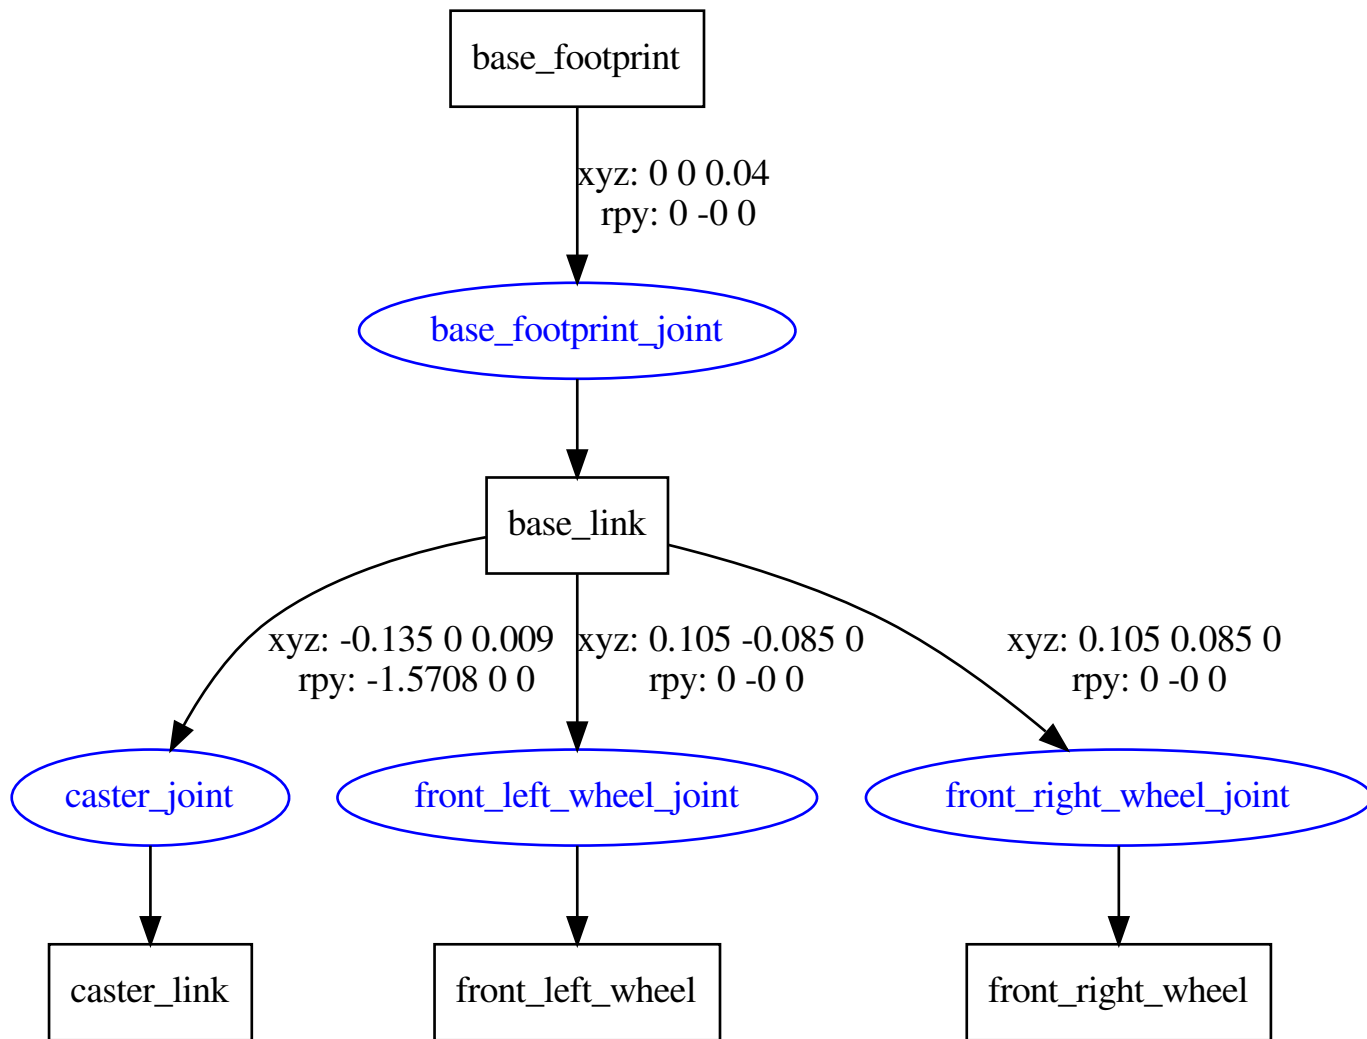 base_footprint
xyz: 0 0 0.04
rpy: 0 -0 0
base_footprint_joint
base_link
xyz: -0.135 0 0.009
rpy: -1.5708 0 0
xyz: 0.105 -0.085 0
rpy: 0 -0 0
xyz: 0.105 0.085 0
rpy: 0 -0 0
caster_joint
front_left_wheel_joint
front_right_wheel_joint
caster_link
front_left_wheel
front_right_wheel